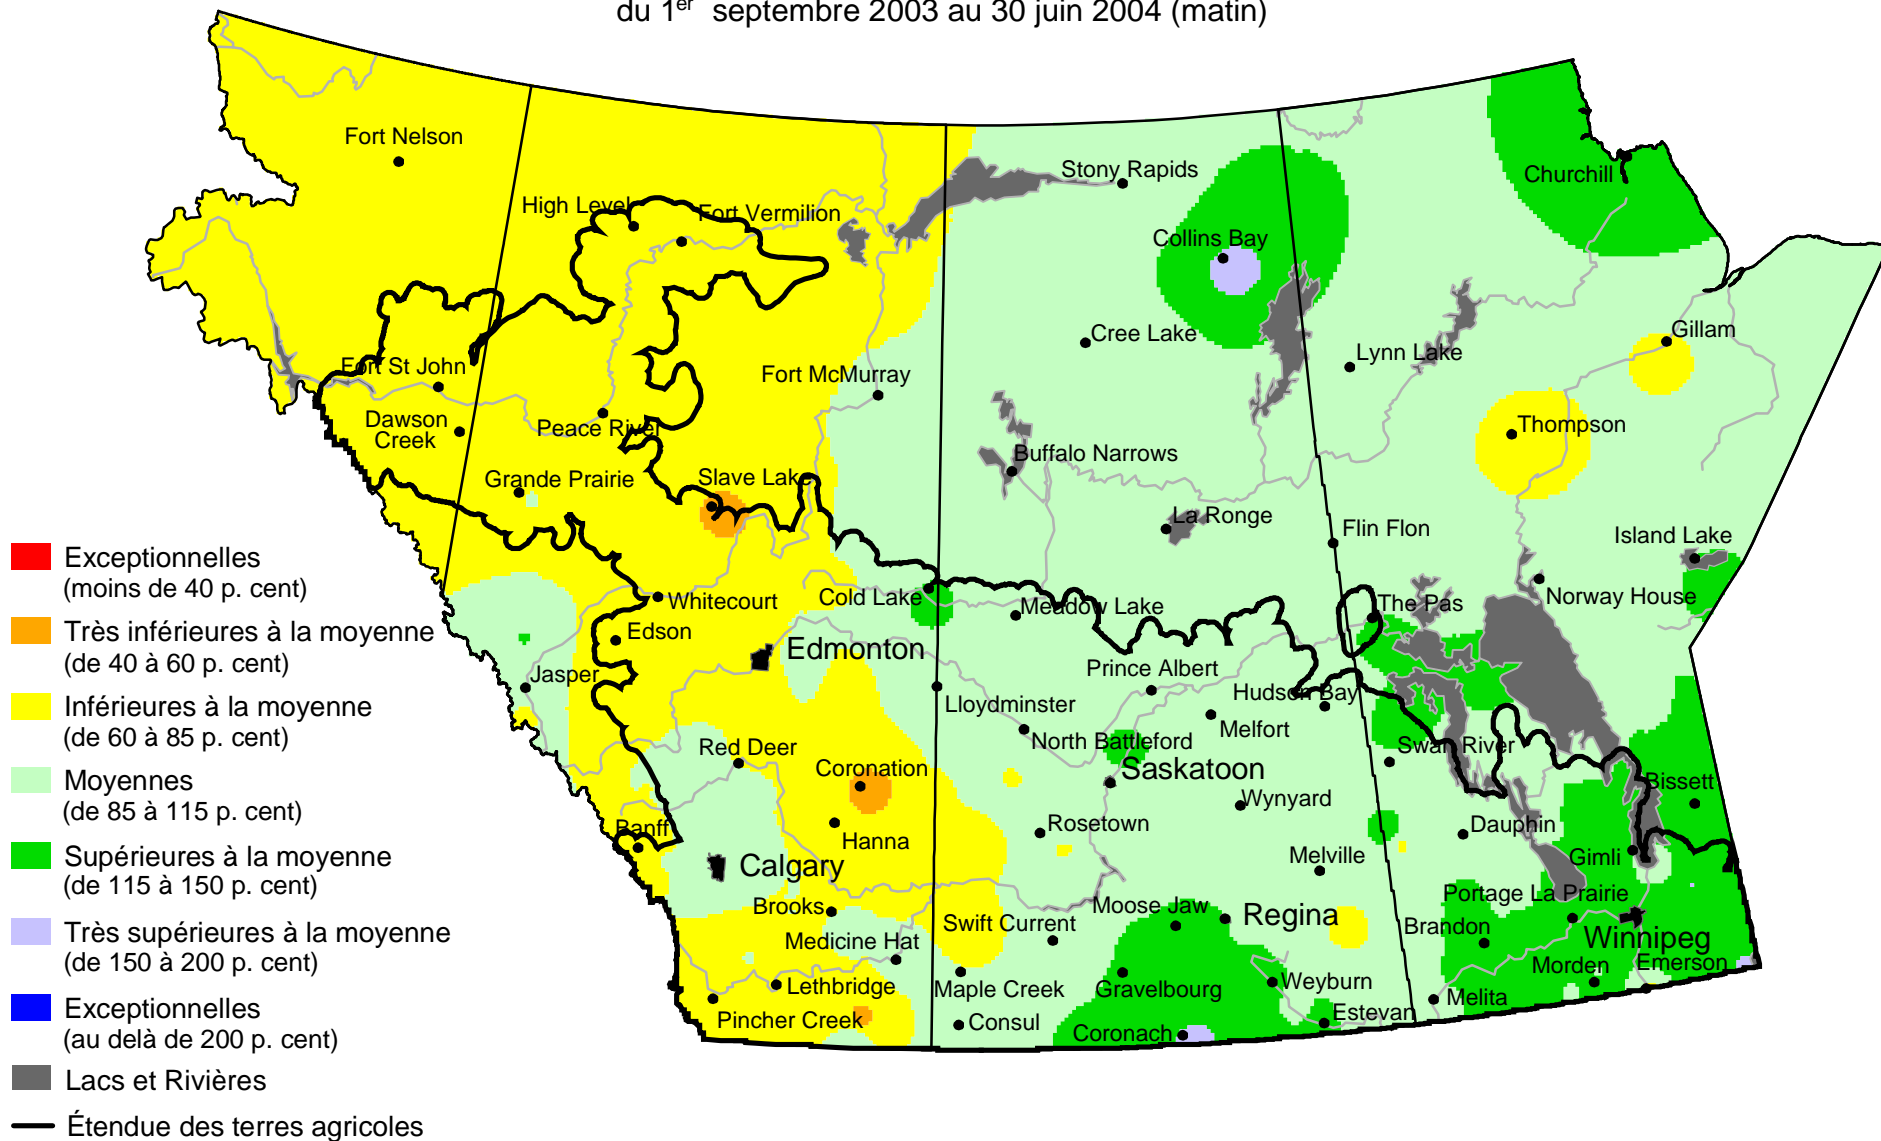 du 1er septembre 2003 au 30 juin 2004 (matin)
Fort Nelson
High Level
Fort Vermilion
Stony Rapids
Churchill
Collins Bay
Cree Lake
Gillam
Lynn Lake
Fort St John
Fort McMurray
Dawson
Creek
Peace River
Thompson
Buffalo Narrows
Grande Prairie
Slave Lake
La Ronge
Flin Flon
Island Lake
Whitecourt
Cold Lake
Meadow Lake
The Pas
Norway House
Edson
Edmonton
Jasper
Prince Albert
Hudson Bay
Lloydminster
Melfort
North Battleford
Swan River
Red Deer
Coronation
Saskatoon
Bissett
Wynyard
Banff
Hanna
Rosetown
Dauphin
Calgary
Melville
Gimli
Brooks
Swift Current
Moose Jaw
Regina
Portage La Prairie
Brandon
Medicine Hat
Winnipeg
Lethbridge
Maple Creek
Gravelbourg
Weyburn
Morden
Emerson
Pincher Creek
Consul
Coronach
Estevan
Melita
Exceptionnelles
(moins de 40 p. cent)
Très inférieures à la moyenne
(de 40 à 60 p. cent)
Inférieures à la moyenne
(de 60 à 85 p. cent)
Moyennes
(de 85 à 115 p. cent)
Supérieures à la moyenne
(de 115 à 150 p. cent)
Très supérieures à la moyenne
(de 150 à 200 p. cent)
Exceptionnelles
(au delà de 200 p. cent)
Lacs et Rivières
Étendue des terres agricoles